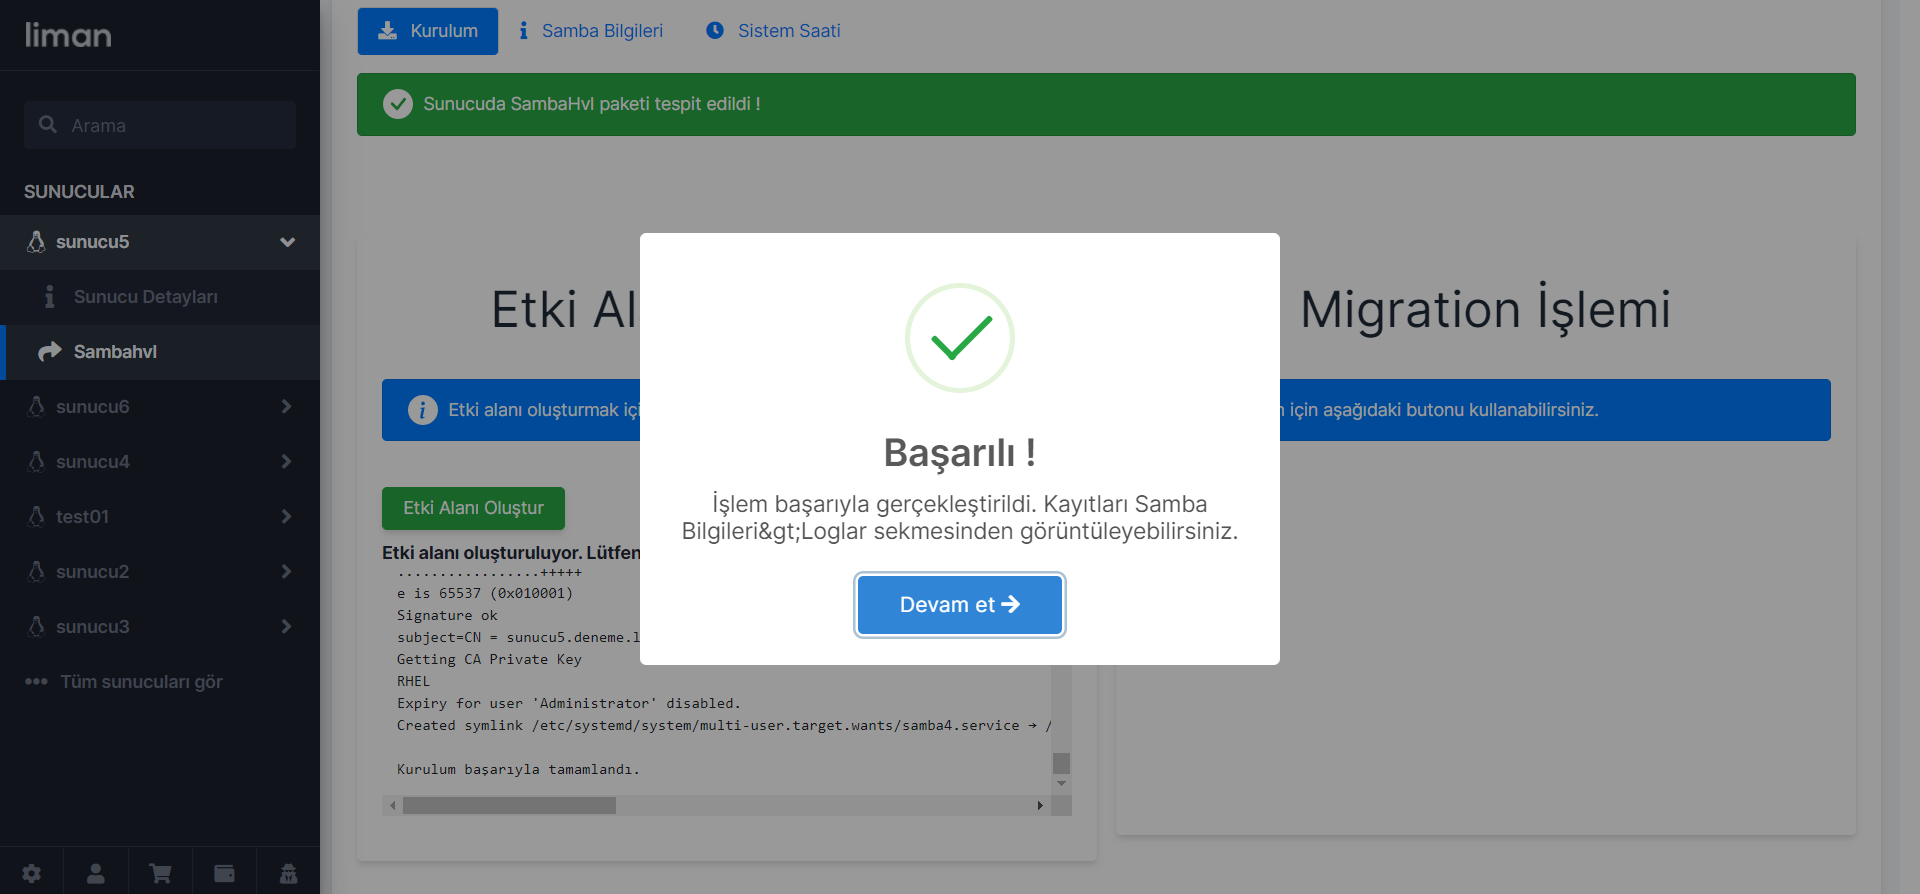 liman
Arama
SUNUCULAR
sunucu5
Sunucu Detayları
Sambahvl
sunucu6
sunucu4
test01
sunucu2
sunucu3
Tüm sunucuları gör
Kurulum
Samba Bilgileri
Sistem Saati
Sunucuda SambaHvl paketi tespit edildi !
Etki Al
Etki alanı oluşturmak içi
Etki Alanı Oluştur
Etki alanı oluşturuluyor. Lütfen
.................+++++
e is 65537 (0x010001)
Signature ok
subject=CN = sunucu5.deneme.l
Getting CA Private Key
RHEL
Expiry for user 'Administrator' disabled.
Created symlink /etc/systemd/system/multi-user.target.wants/samba4.service → /
Kurulum başarıyla tamamlandı.
Migration İşlemi
için aşağıdaki butonu kullanabilirsiniz.
Başarılı !
İşlem başarıyla gerçekleştirildi. Kayıtları Samba
Bilgileri&gt;Loglar sekmesinden görüntüleyebilirsiniz.
Devam et →